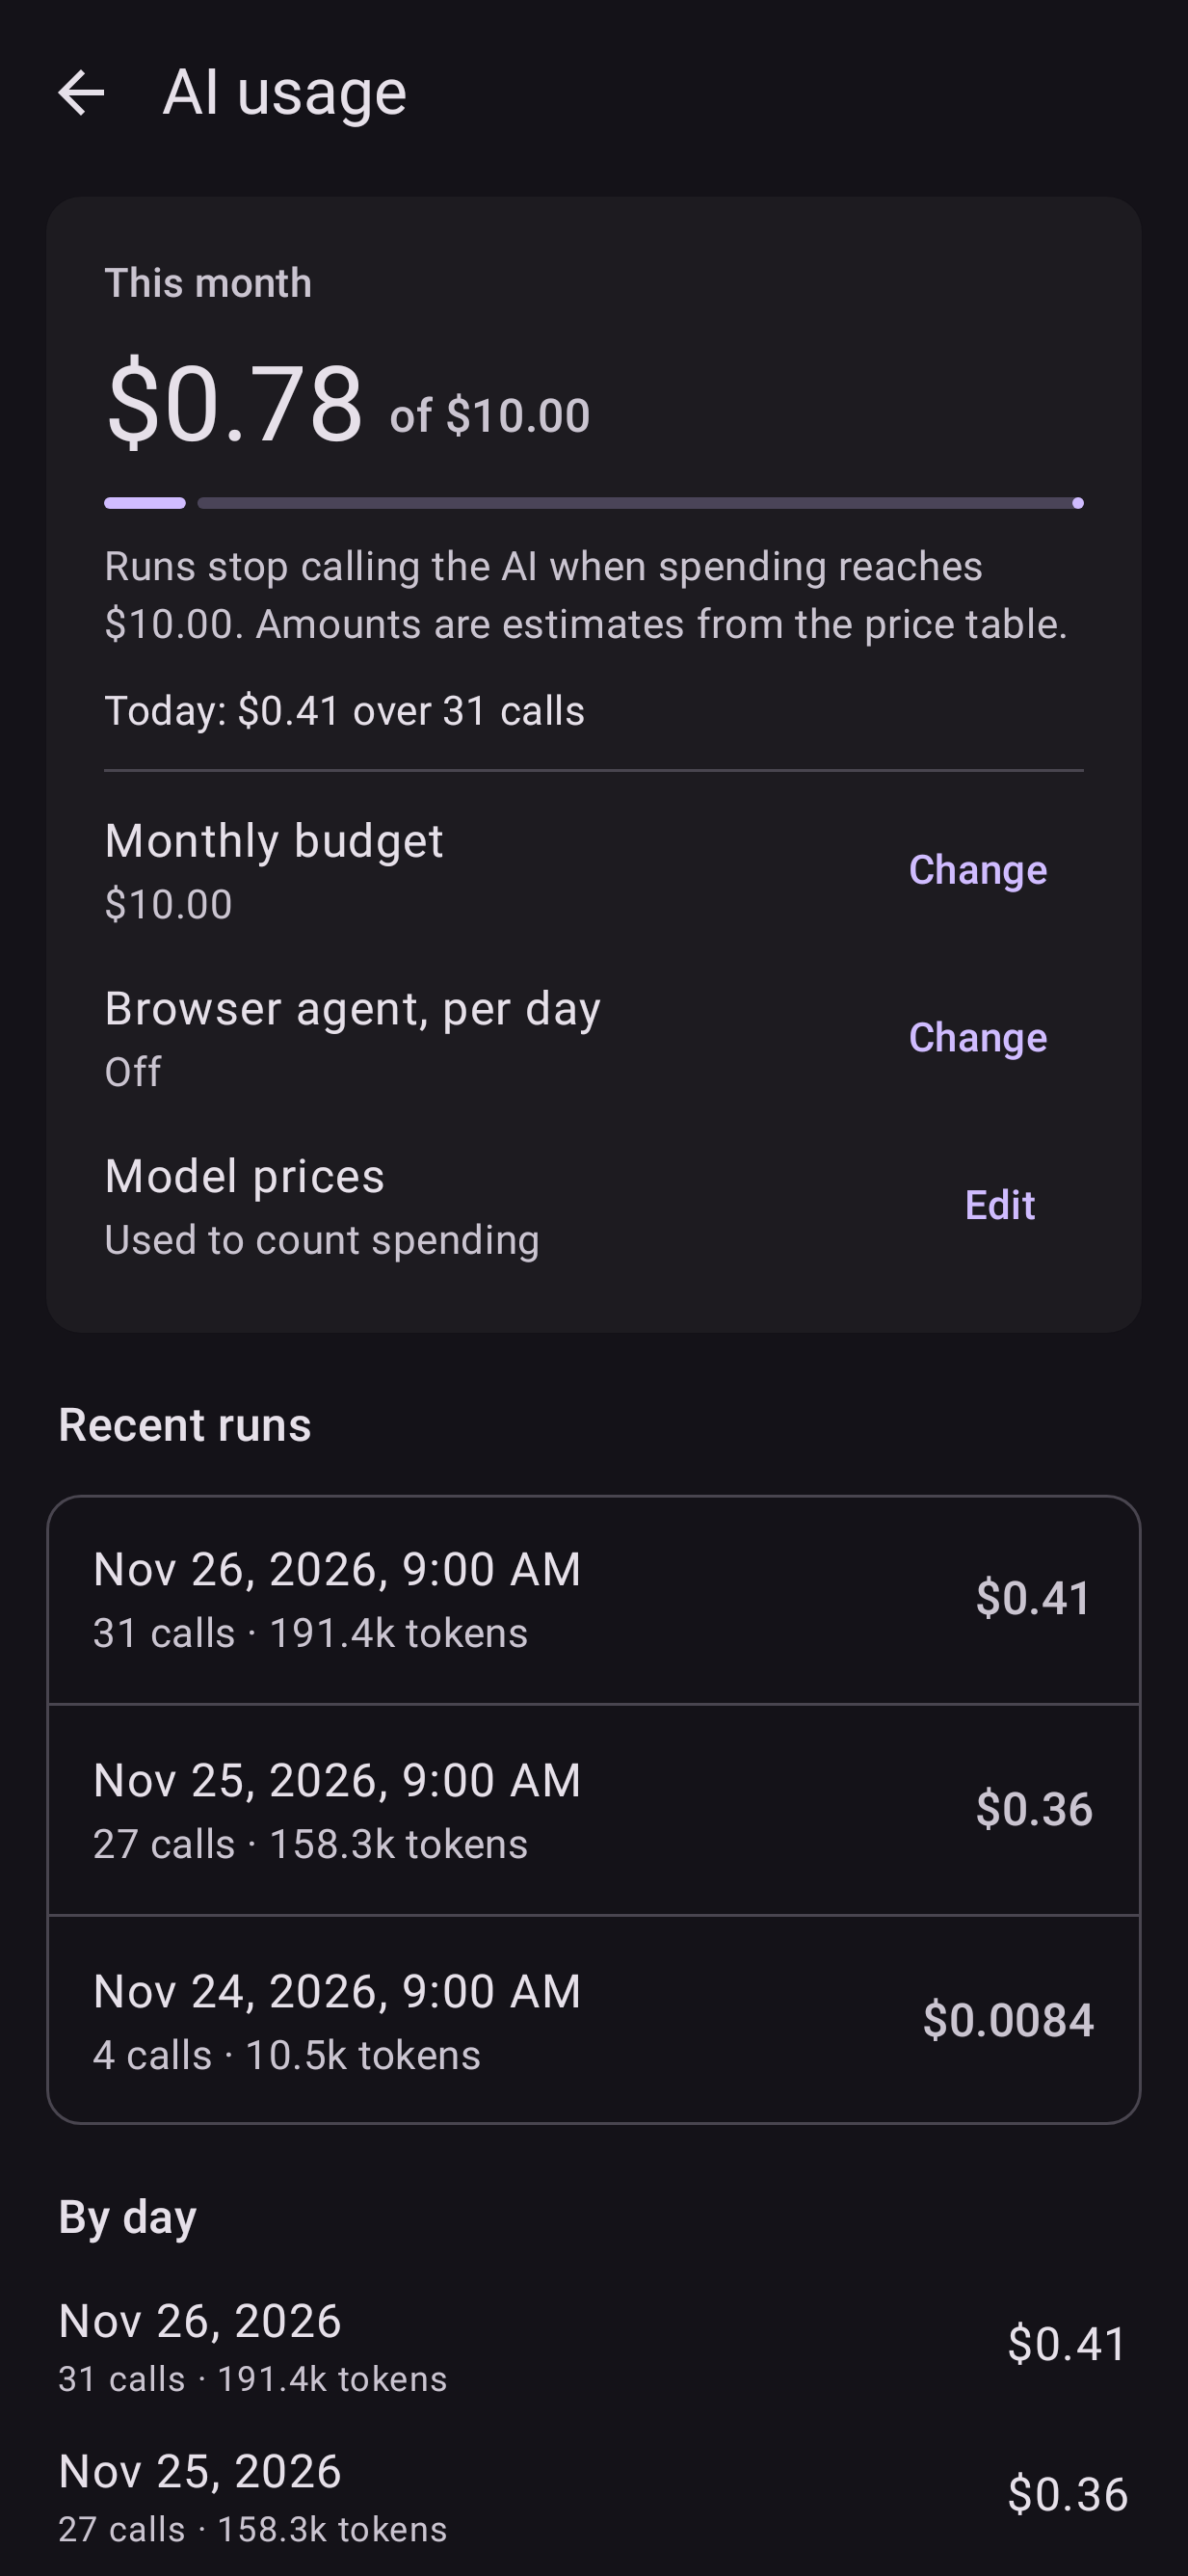 AI usage
This month
$0.78 of $10.00
Runs stop calling the AI when spending reaches
$10.00. Amounts are estimates from the price table.
Today: $0.41 over 31 calls
Monthly budget
$10.00
Change
Browser agent, per day
Off
Change
Model prices
Used to count spending
Edit
Recent runs
Nov 26, 2026, 9:00 AM
31 calls · 191.4k tokens
$0.41
Nov 25, 2026, 9:00 AM
27 calls · 158.3k tokens
$0.36
Nov 24, 2026, 9:00 AM
4 calls · 10.5k tokens
$0.0084
By day
Nov 26, 2026
31 calls · 191.4k tokens
$0.41
Nov 25, 2026
27 calls · 158.3k tokens
$0.36